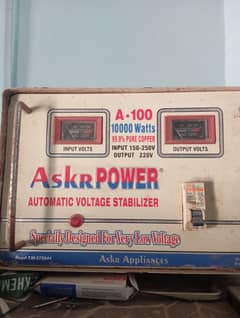 A-100
10000 Watts
99.9% PURE COPPER
INPUT 150-250V
OUTPUT 220V
INPUT VOLTS
OUTPUT VOLTS
ASKRPOWER
AUTOMATIC VOLTAGE STABILIZER
Specially Designed For Very Low Voltage
Askr Appliances
KHEM